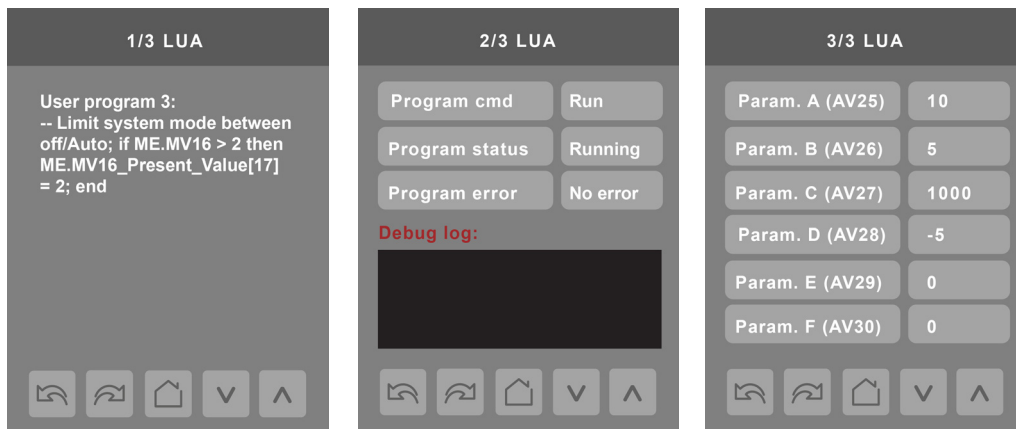 1/3 LUA
User program 3:
-- Limit system mode between
off/Auto; if ME.MV16 > 2 then
ME.MV16_Present_Value[17]
= 2; end
2/3 LUA
Program cmd Run
Program status Running
Program error No error
Debug log:
3/3 LUA
Param. A (AV25) 10
Param. B (AV26) 5
Param. C (AV27) 1000
Param. D (AV28) -5
Param. E (AV29) 0
Param. F (AV30) 0